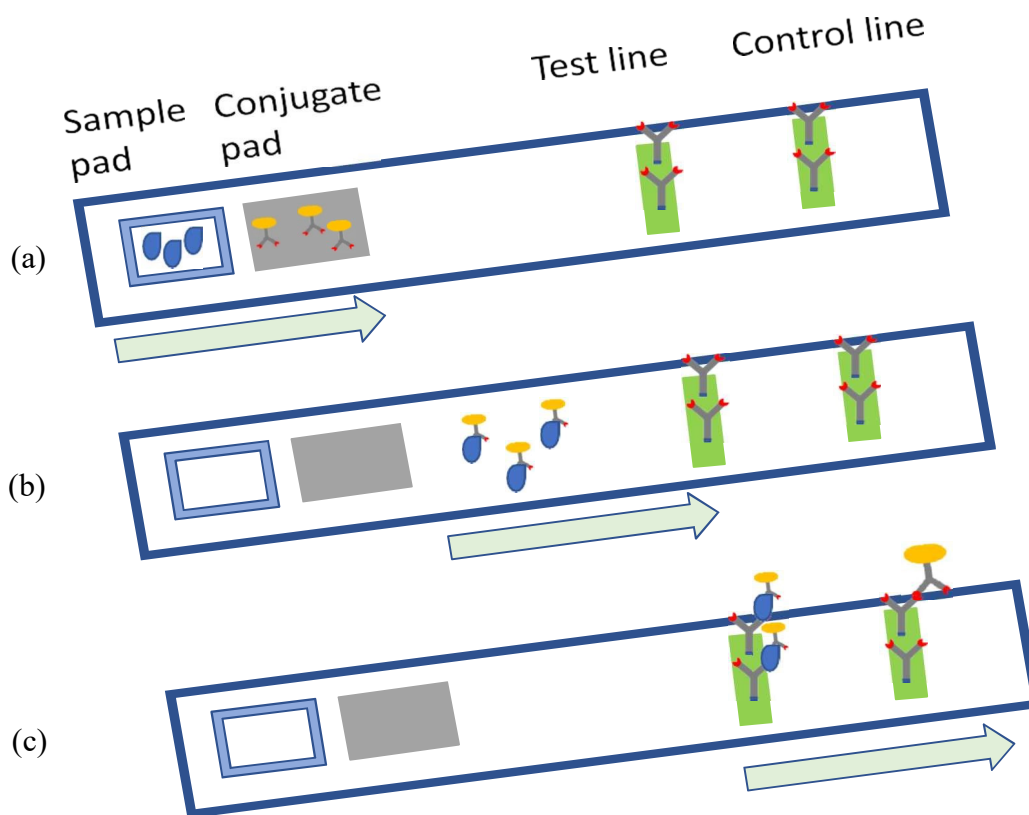 Sample
pad
Conjugate
pad
Test line
Control line
(a)
(b)
(c)